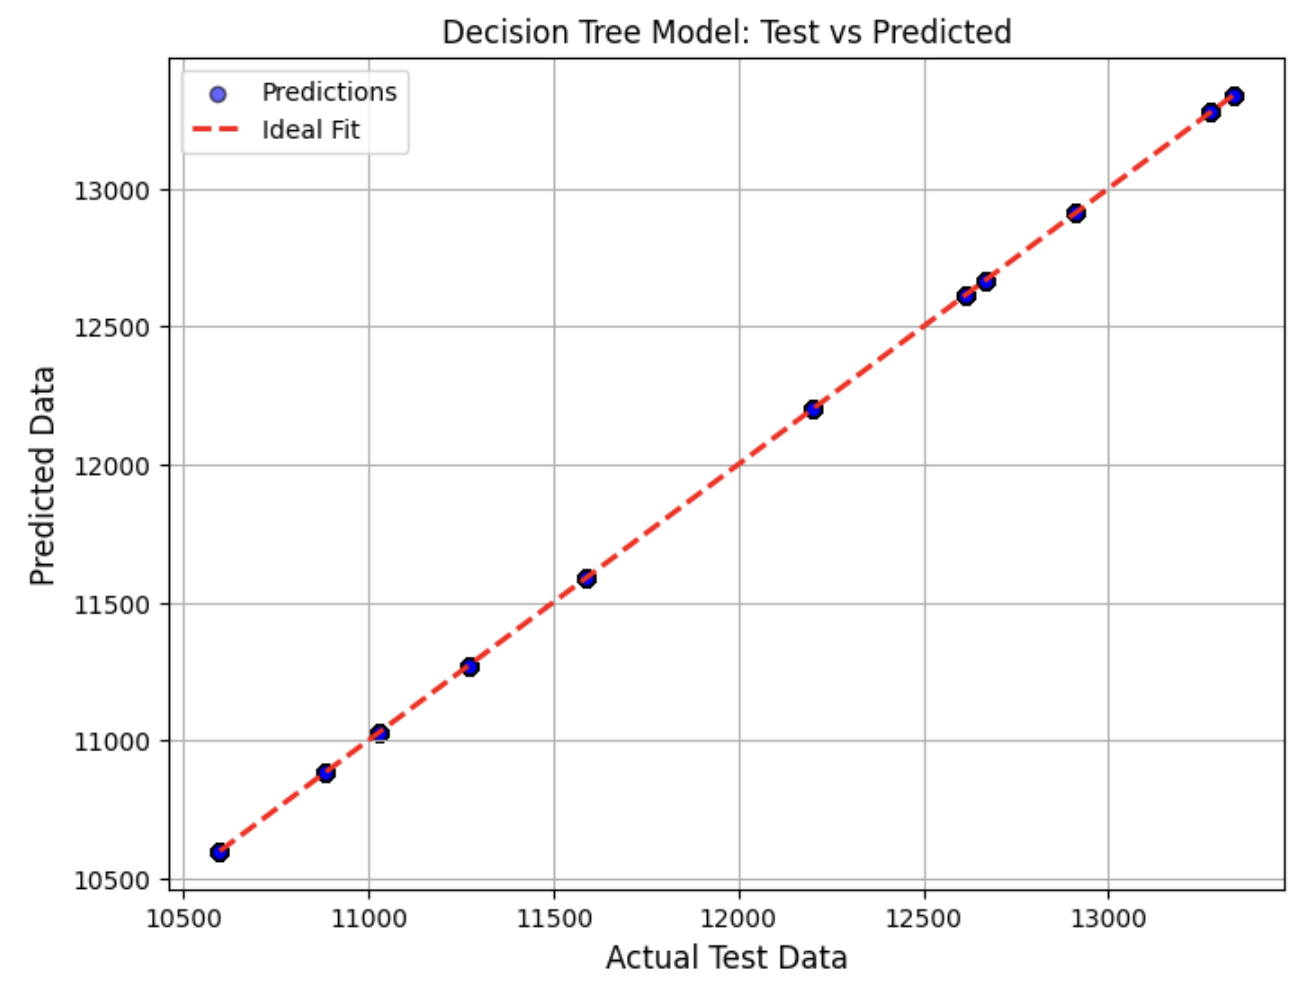 Decision Tree Model: Test vs Predicted
Predictions
Ideal Fit
Predicted Data
13000
12500
12000
11500
11000
10500
10500 11000 11500 12000 12500 13000
Actual Test Data